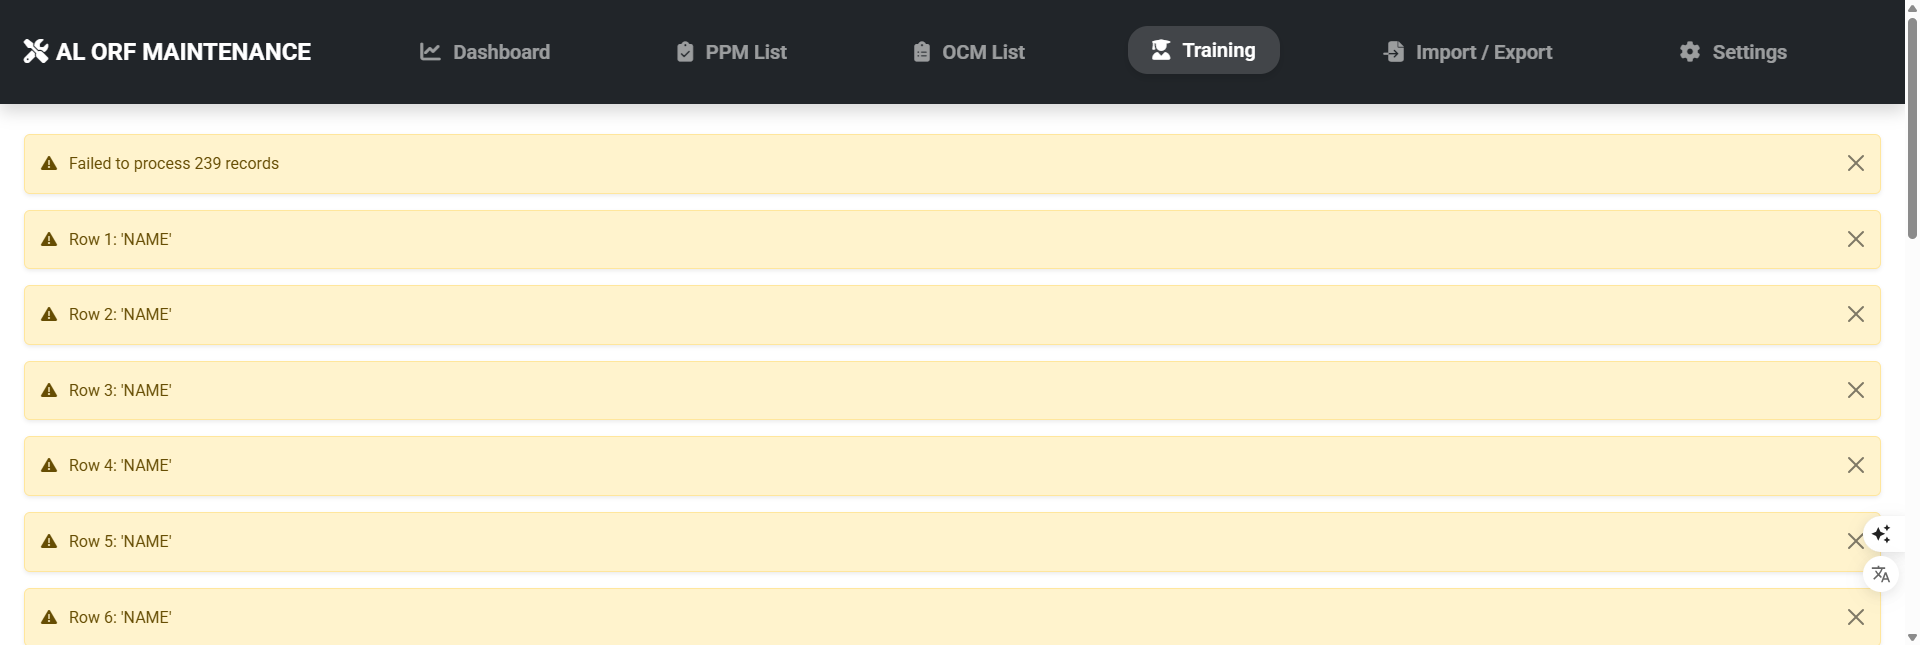 AL ORF MAINTENANCE
Dashboard
PPM List
OCM List
Training
Import / Export
Settings
Failed to process 239 records
Row 1: 'NAME'
Row 2: 'NAME'
Row 3: 'NAME'
Row 4: 'NAME'
Row 5: 'NAME'
Row 6: 'NAME'